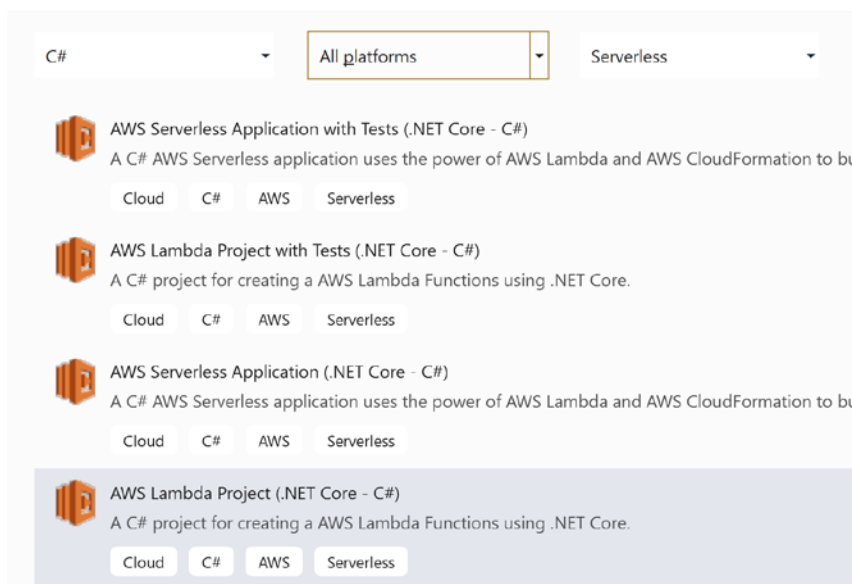 C# All platforms Serverless
AWS Serverless Application with Tests (.NET Core - C#)
A C# AWS Serverless application uses the power of AWS Lambda and AWS CloudFormation to bu
Cloud C# AWS Serverless
AWS Lambda Project with Tests (.NET Core - C#)
A C# project for creating a AWS Lambda Functions using .NET Core.
Cloud C# AWS Serverless
AWS Serverless Application (.NET Core - C#)
A C# AWS Serverless application uses the power of AWS Lambda and AWS CloudFormation to bu
Cloud C# AWS Serverless
AWS Lambda Project (.NET Core - C#)
A C# project for creating a AWS Lambda Functions using .NET Core.
Cloud C# AWS Serverless